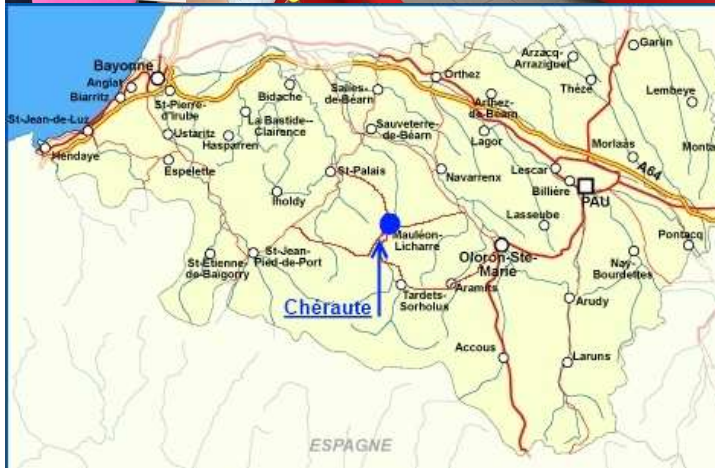 Garlin
Arzacq-
Arraziguet
Bayonne
Orthez
Thèze
Lembeye
Anglet
Biarritz
Bidache
Salies-
de-Béarn
Arthez-
de-Béarn
St-Pierre-
d'Irube
La Bastide--
Clairence
St-Jean-de-Luz
Ustaritz
Hasparren
Sauveterre-
de-Béarn
Lagor
Morlaàs
Monta
Hendaye
Espelette
St-Palais
Navarrenx
Lescar
A64
Billière
PAU
Iholdy
Lasseube
Mauléon-
Licharre
Pontacq
St-Etienne-
de-Baigorry
St-Jean-
Pied-de-Port
Oloron-Ste-
Marie
Nay-
Bourdettes
Chéraute
Tardets-
Sorholus
Aramits
Arudy
Accous
Laruns
ESPAGNE